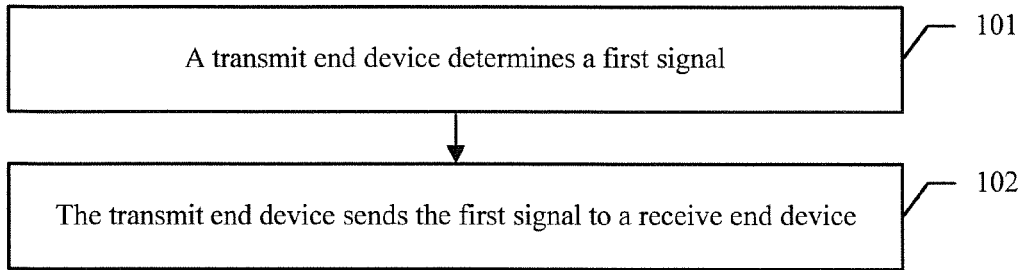 101
A transmit end device determines a first signal
102
The transmit end device sends the first signal to a receive end device